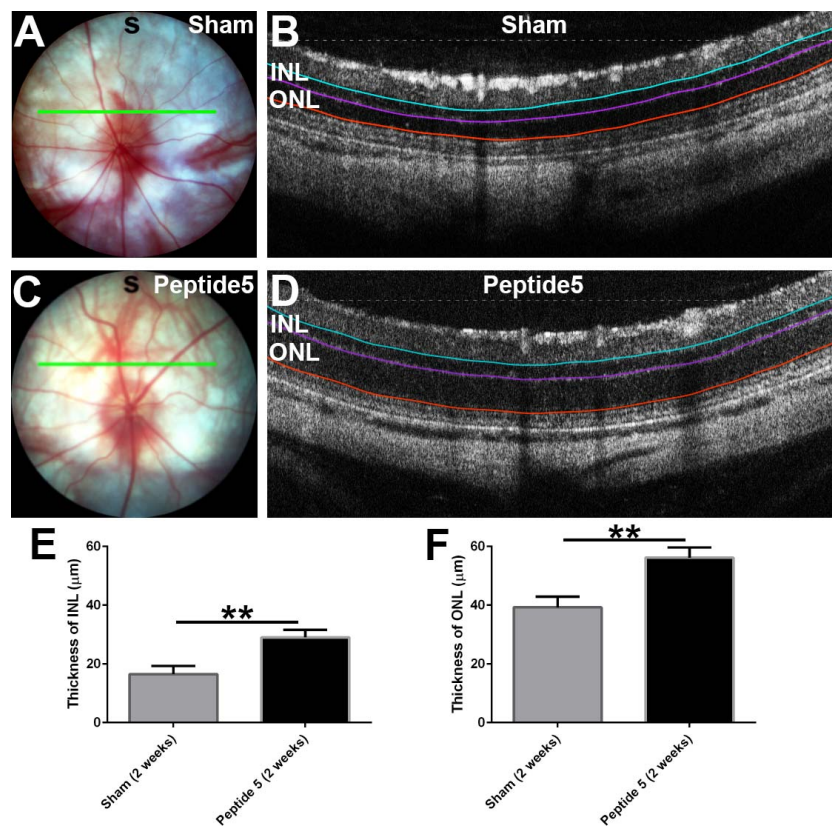 A S Sham
B Sham
INL
ONL
C S Peptide5
D Peptide5
INL
ONL
E
60
40
20
0
Thickness of INL (μm)
**
Sham (2 weeks)
Peptide 5 (2 weeks)
F
60
40
20
0
Thickness of ONL (μm)
**
Sham (2 weeks)
Peptide 5 (2 weeks)